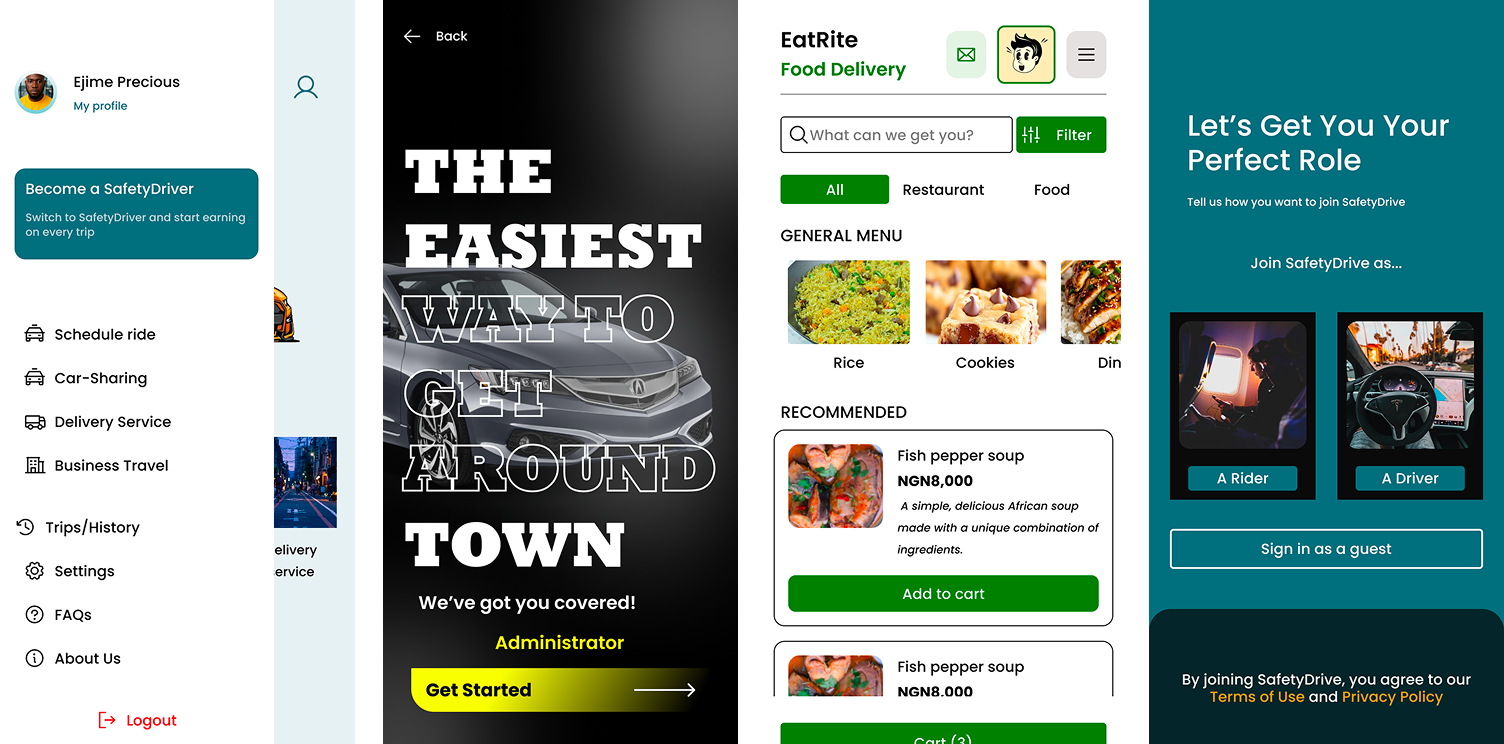 Ejime Precious
My profile
Become a SafetyDriver
Switch to SafetyDriver and start earning
on every trip
Schedule ride
Car-Sharing
Delivery Service
Business Travel
Trips/History
Settings
FAQs
About Us
Logout
elivery
ervice
Back
THE
EASIEST
WAY TO
GET
AROUND
TOWN
We've got you covered!
Administrator
Get Started
EatRite
Food Delivery
What can we get you?
Filter
All Restaurant Food
GENERAL MENU
Rice Cookies Din
RECOMMENDED
Fish pepper soup
NGN8,000
A simple, delicious African soup
made with a unique combination of
ingredients.
Add to cart
Fish pepper soup
NGN8,000
Cart (3)
Let's Get You Your
Perfect Role
Tell us how you want to join SafetyDrive
Join SafetyDrive as...
A Rider A Driver
Sign in as a guest
By joining SafetyDrive, you agree to our
Terms of Use and Privacy Policy